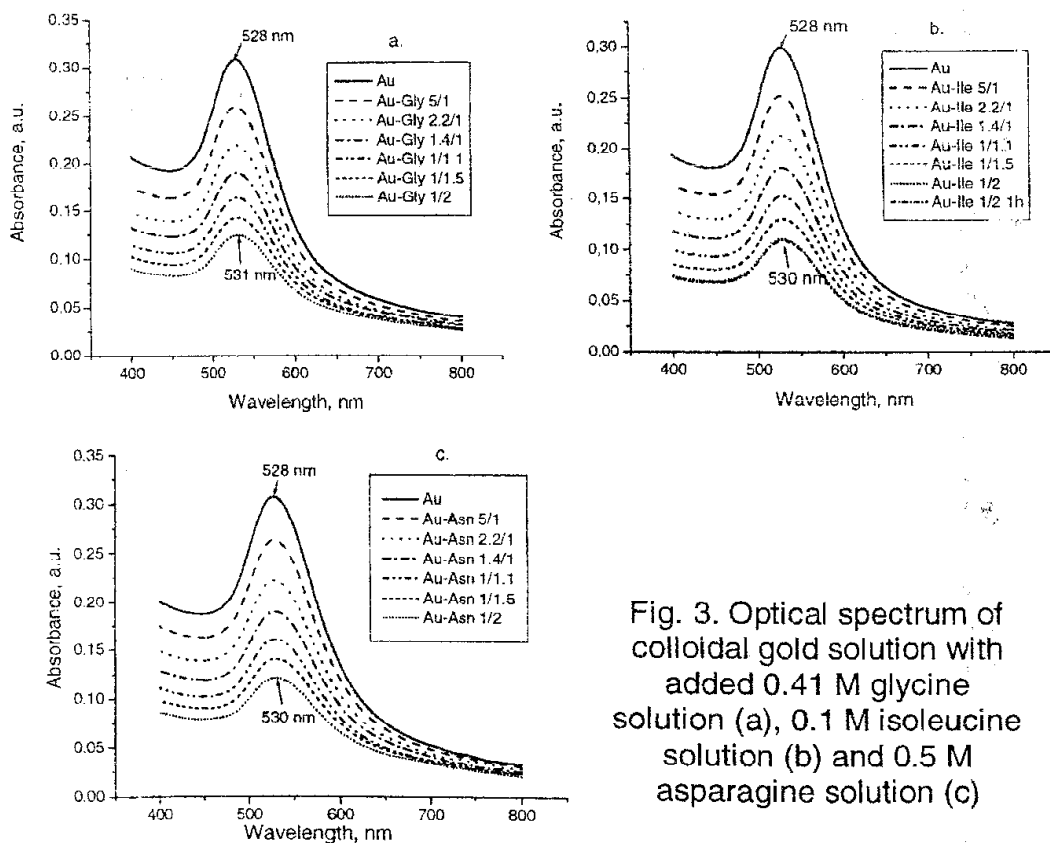 a.
528 nm
Au
Au-Gly 5/1
Au-Gly 2.2/1
Au-Gly 1.4/1
Au-Gly 1/1.1
Au-Gly 1/1.5
Au-Gly 1/2
531 nm
0.35
0.30
0.25
0.20
0.15
0.10
0.05
0.00
Absorbance, a.u.
400 500 600 700 800
Wavelength, nm
b.
528 nm
Au
Au-Ile 5/1
Au-Ile 2.2/1
Au-Ile 1.4/1
Au-Ile 1/1.1
Au-Ile 1/1.5
Au-Ile 1/2
Au-Ile 1/2 1h
530 nm
0.30
0.25
0.20
0.15
0.10
0.05
0.00
Absorbance, a.u.
400 500 600 700 800
Wavelength, nm
c.
528 nm
Au
Au-Asn 5/1
Au-Asn 2.2/1
Au-Asn 1.4/1
Au-Asn 1/1.1
Au-Asn 1/1.5
Au-Asn 1/2
530 nm
0.35
0.30
0.25
0.20
0.15
0.10
0.05
0.00
Absorbance, a.u.
400 500 600 700 800
Wavelength, nm
Fig. 3. Optical spectrum of
colloidal gold solution with
added 0.41 M glycine
solution (a), 0.1 M isoleucine
solution (b) and 0.5 M
asparagine solution (c)